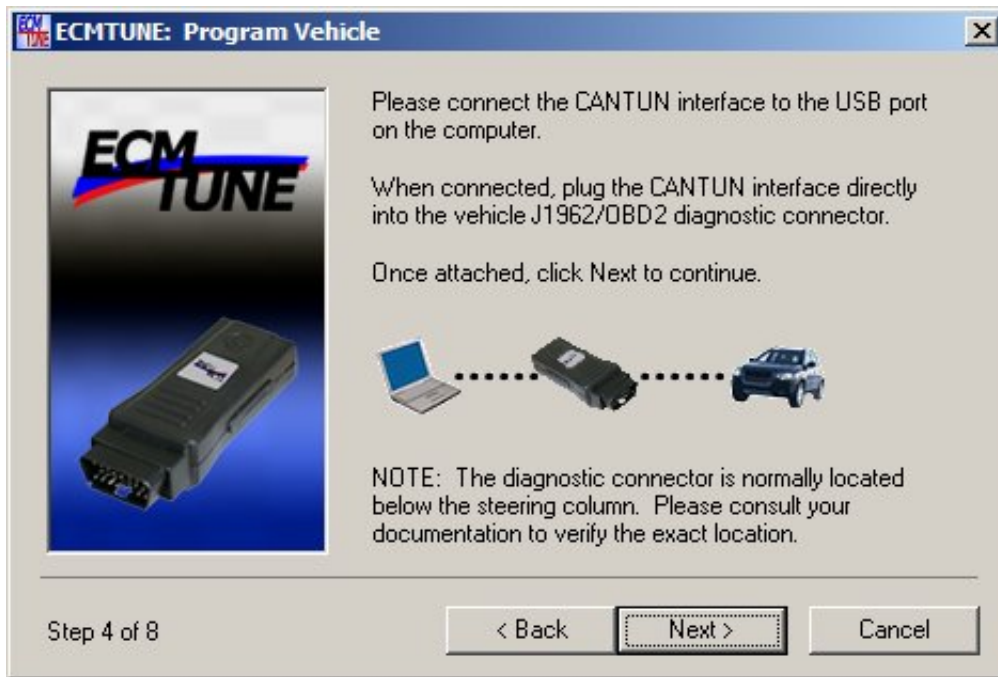 ECM TUNE
ECMTUNE: Program Vehicle
Please connect the CANTUN interface to the USB port
on the computer.
When connected, plug the CANTUN interface directly
into the vehicle J1962/OBD2 diagnostic connector.
Once attached, click Next to continue.
ECM
TUNE
NOTE: The diagnostic connector is normally located
below the steering column. Please consult your
documentation to verify the exact location.
Step 4 of 8
< Back
Next >
Cancel